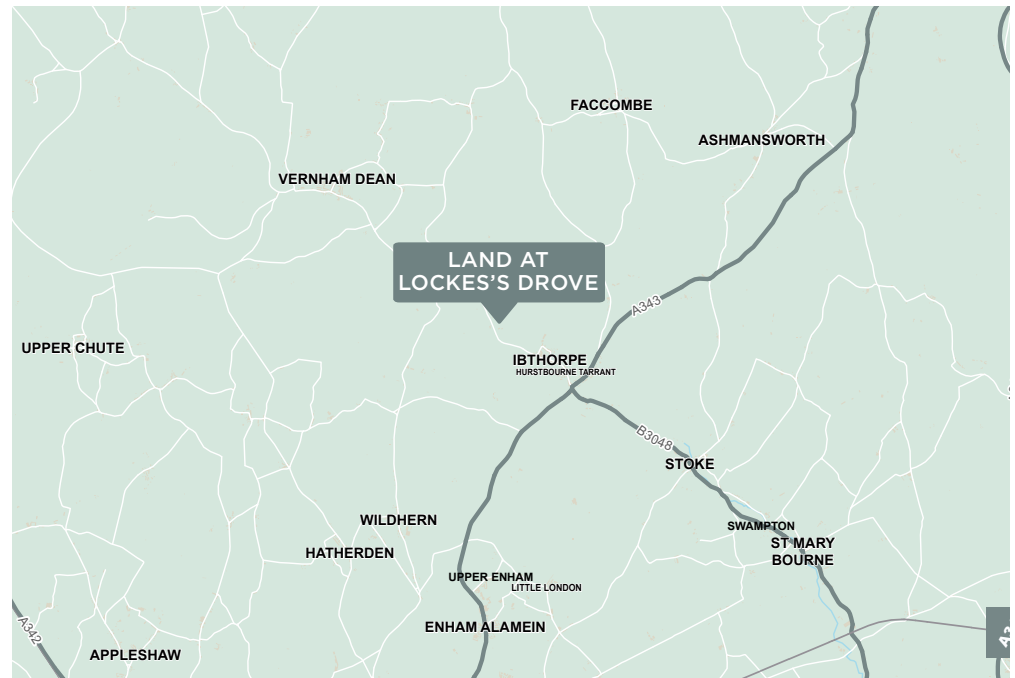 FACCOMBE
ASHMANSWORTH
VERNHAM DEAN
LAND AT
LOCKES'S DROVE
A343
UPPER CHUTE
IBTHORPE
HURSTBOURNE TARRANT
B3048
STOKE
WILDHERN
SWAMPTON
HATHERDEN
ST MARY
BOURNE
UPPER ENHAM
LITTLE LONDON
ENHAM ALAMEIN
A342
APPLESHAW